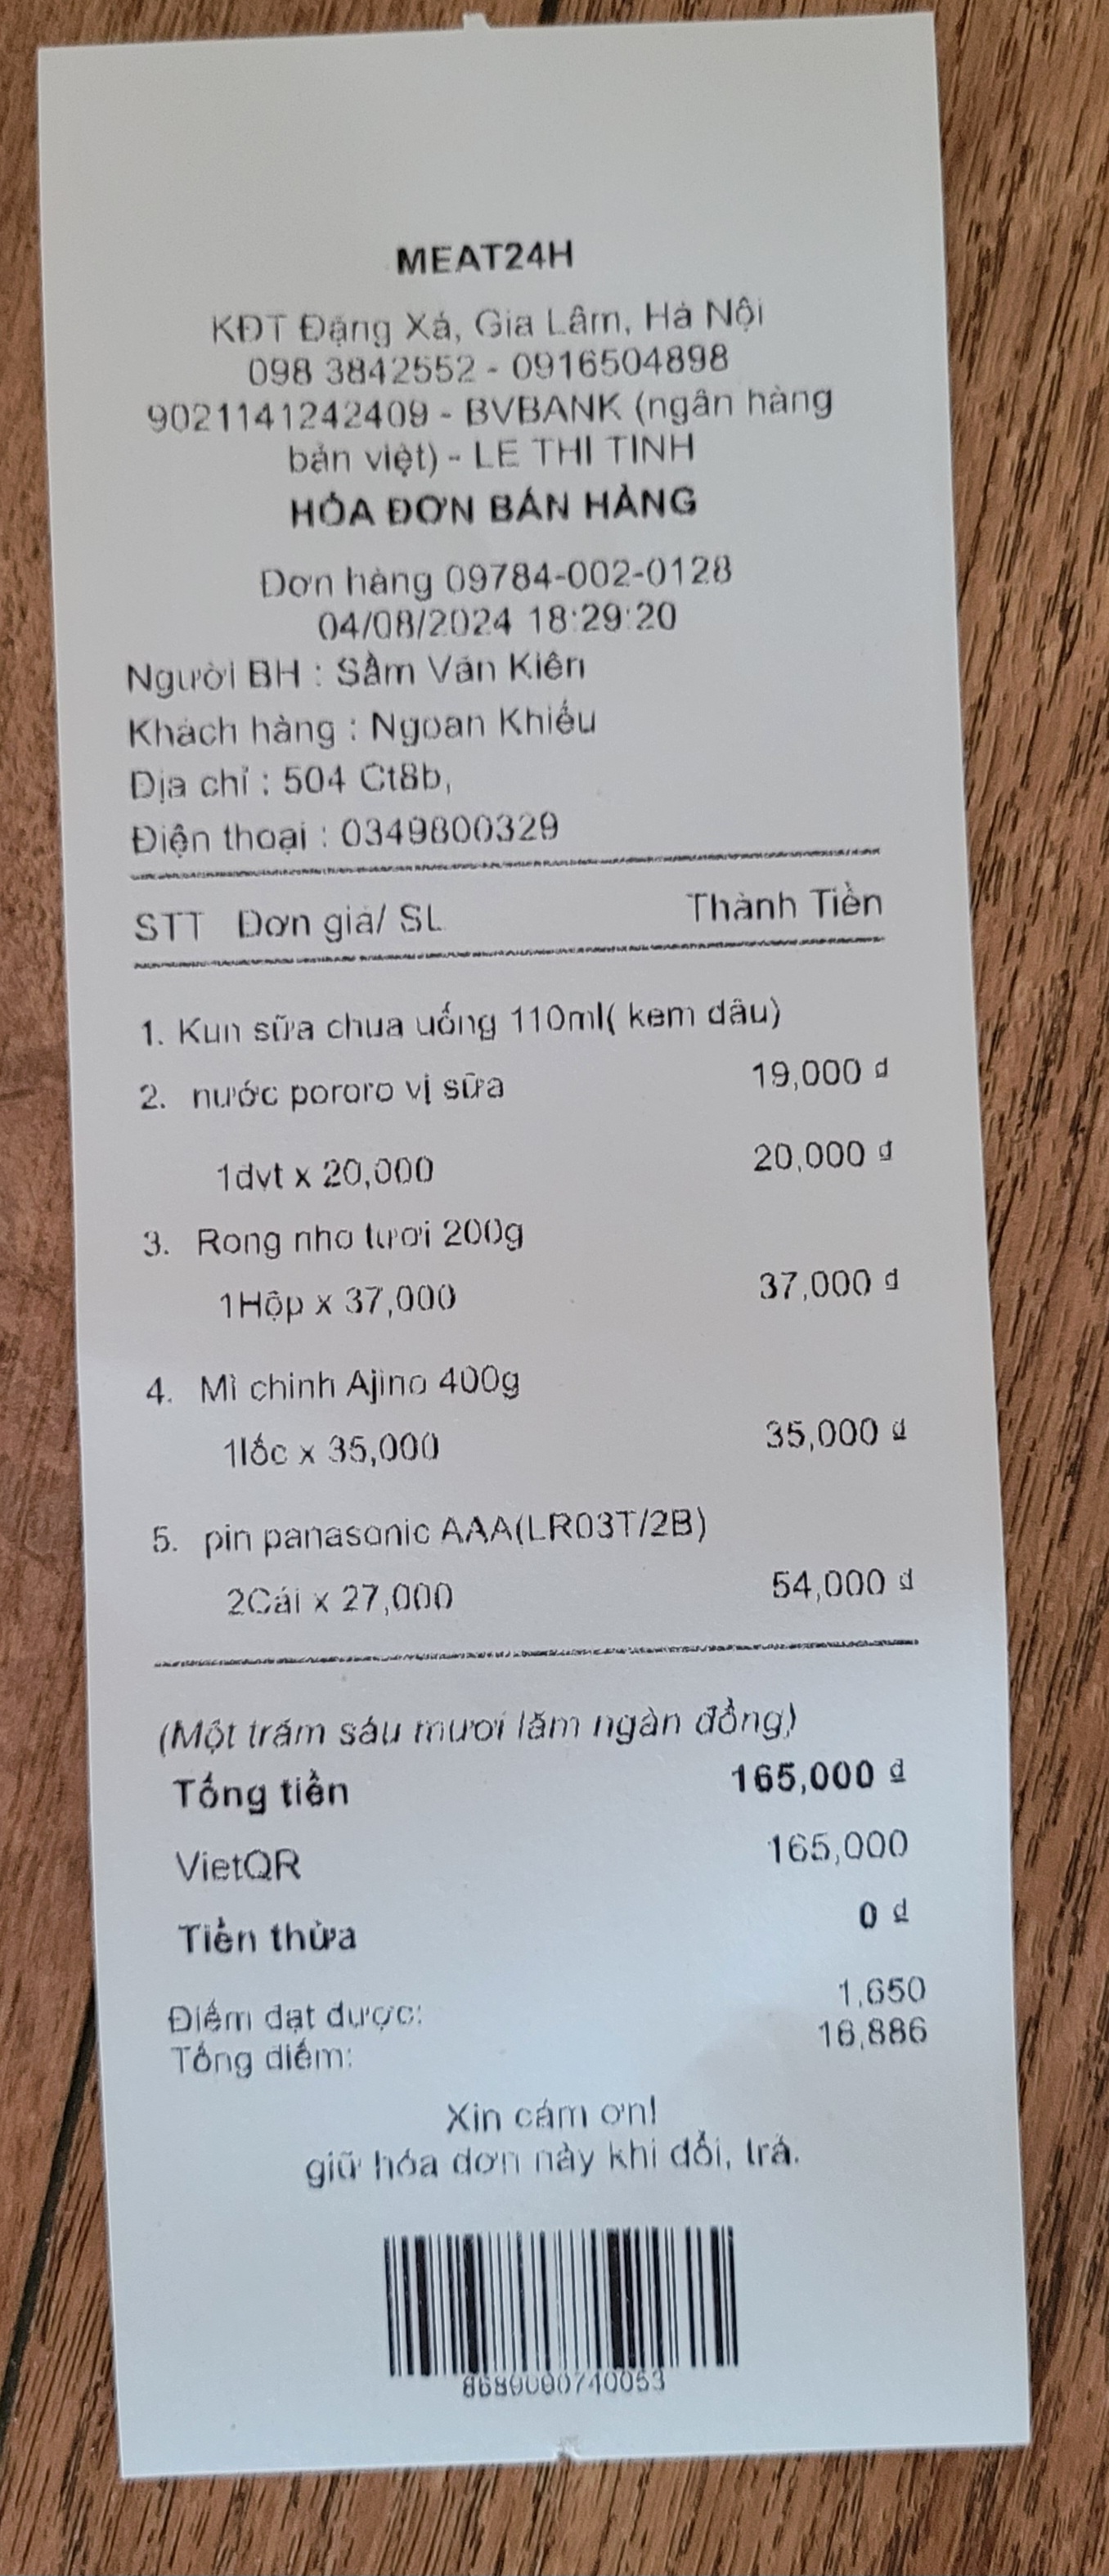 MEAT24H
KĐT Đặng Xá, Gia Lâm, Hà Nội
098 3842552 - 0916504898
9021141242409 - BVBANK (ngân hàng
bản việt) - LE THI TINH
HÓA ĐƠN BÁN HÀNG
Đơn hàng 09784-002-0128
04/08/2024 18:29:20
Người BH : Sầm Văn Kiên
Khách hàng : Ngoan Khiếu
Địa chỉ : 504 Ct8b,
Điện thoại : 0349800329
STT Đơn giá/ SL Thành Tiền
1. Kun sữa chua uống 110ml( kem dâu)
19,000 đ
2. nước pororo vị sữa
1dvt x 20,000 20,000 đ
3. Rong nho tươi 200g
1Hộp x 37,000 37,000 đ
4. Mì chinh Ajino 400g
1lốc x 35,000 35,000 đ
5. pin panasonic AAA(LR03T/2B)
2Cái x 27,000 54,000 đ
(Một trăm sáu mươi lăm ngàn đồng)
Tổng tiền 165,000 đ
VietQR 165,000
Tiền thừa 0 đ
Điểm đạt được: 1,650
Tổng điểm: 16,886
Xin cám ơn!
giữ hóa đơn này khi đổi, trả.